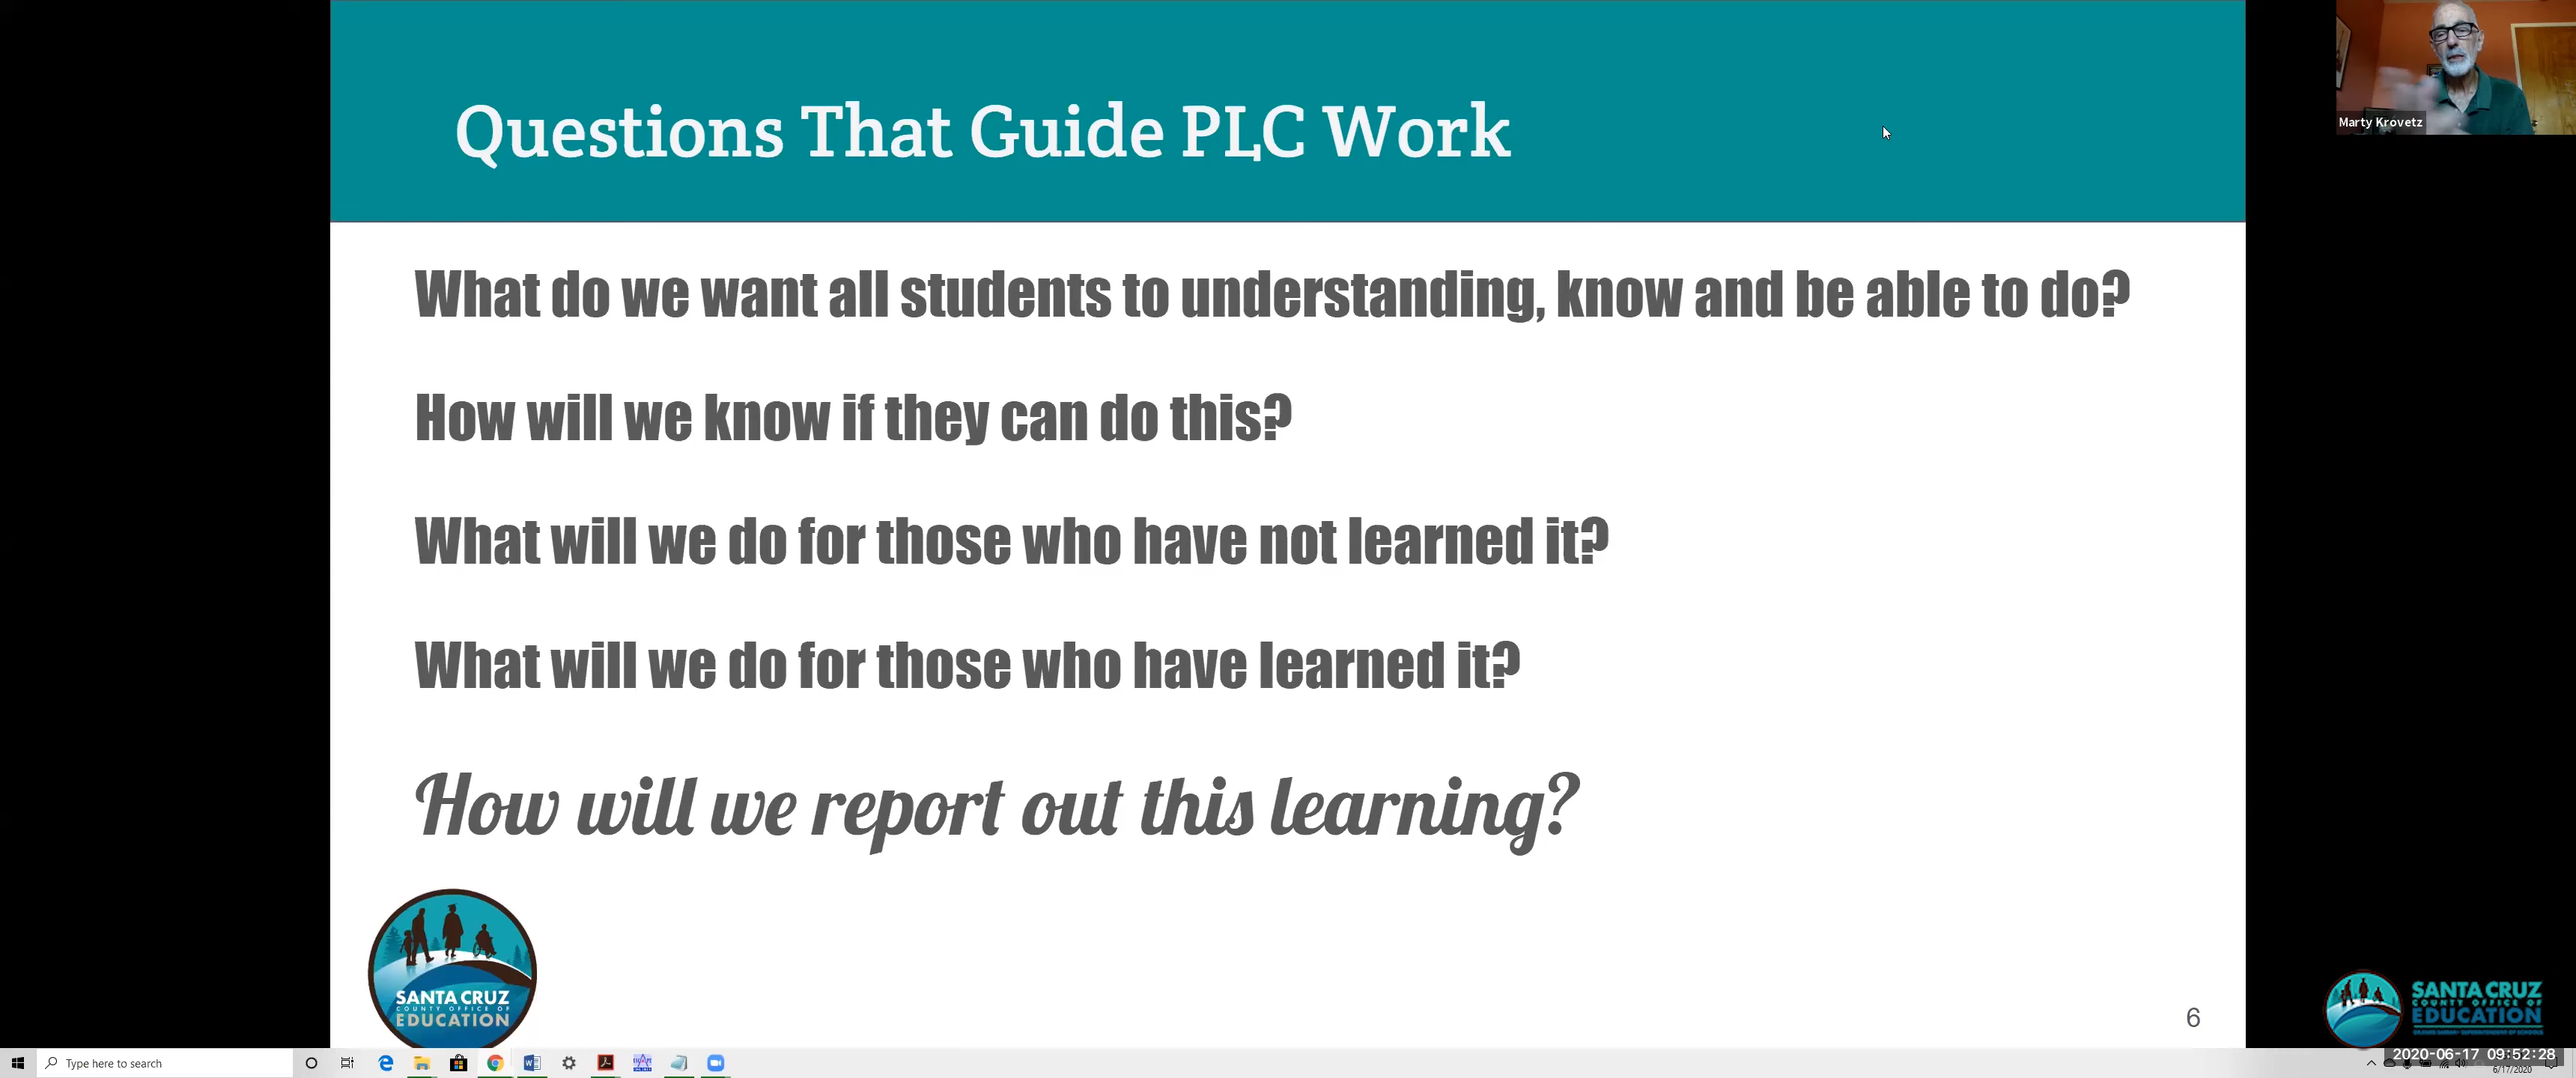 Questions That Guide PLC Work
Marty Krovetz
What do we want all students to understanding, know and be able to do?
How will we know if they can do this?
What will we do for those who have not learned it?
What will we do for those who have learned it?
How will we report out this learning?
SANTA CRUZ
COUNTY OFFICE OF
EDUCATION
6
SANTA CRUZ
COUNTY OFFICE OF
EDUCATION
Type here to search
2020-06-17 09:52:28
6/17/2020